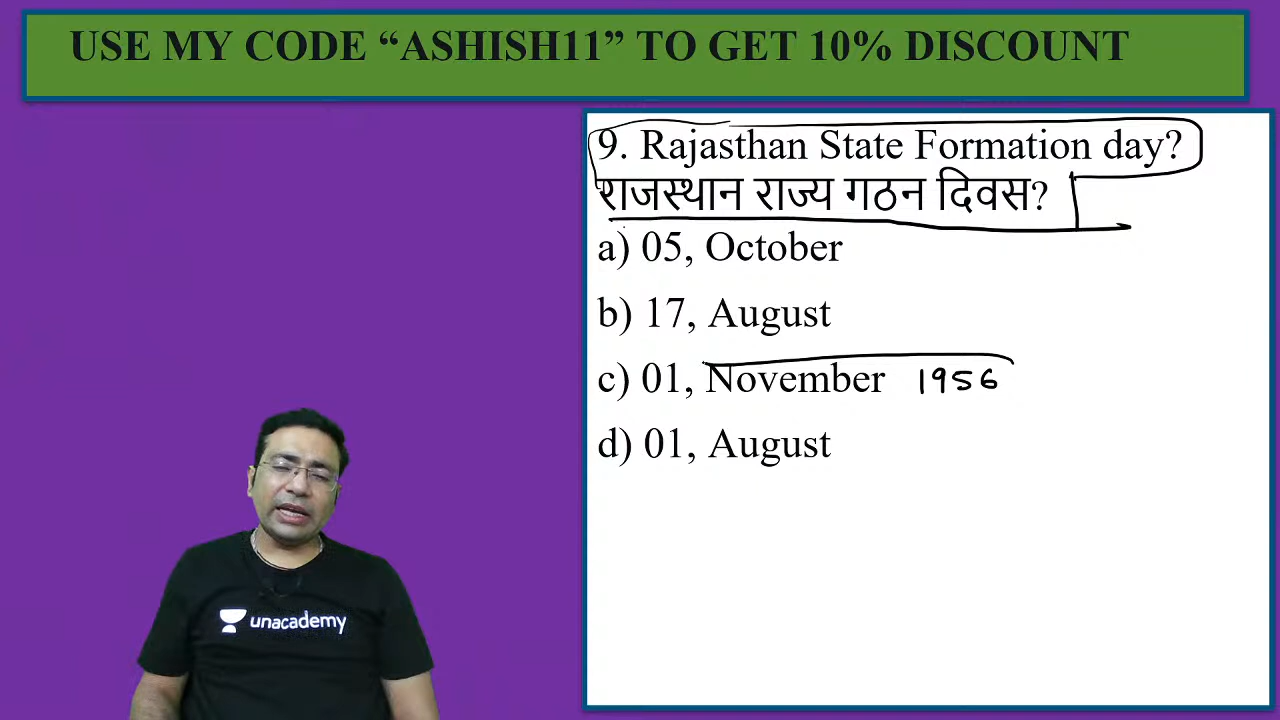 USE MY CODE “ASHISH11” TO GET 10% DISCOUNT
9. Rajasthan State Formation day?
राजस्थान राज्य गठन दिवस?
a) 05, October
b) 17, August
c) 01, November 1956
d) 01, August
unacademy